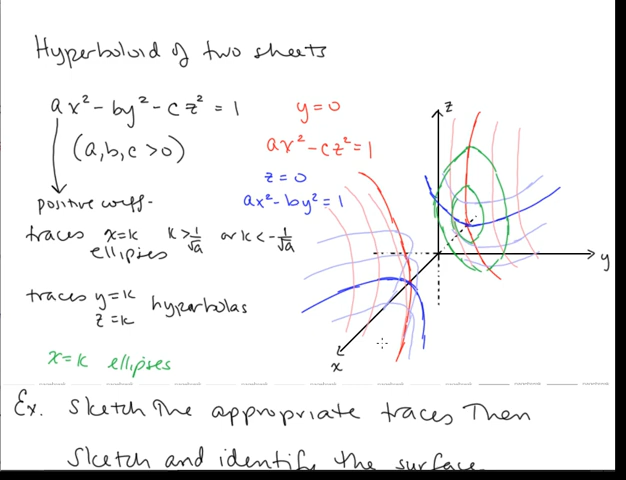 Hyperboloid of two sheets
ax² - by² - cz² = 1
(a,b,c > 0)
positive coeff.
traces x=k k > 1/√a or k < -1/√a
ellipses
traces y=k
z=k hyperbolas
x=k ellipses
y=0
ax² - cz² = 1
z=0
ax² - by² = 1
z
y
x
Ex. Sketch the appropriate traces Then
sketch and identify the surface